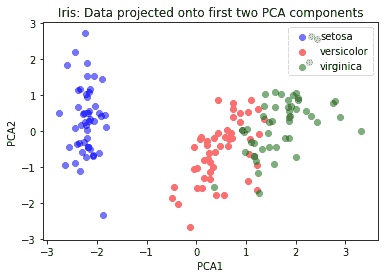 Iris: Data projected onto first two PCA components
setosa
versicolor
virginica
PCA2
3
2
1
0
−1
−2
−3
−3
−2
−1
0
1
2
3
PCA1